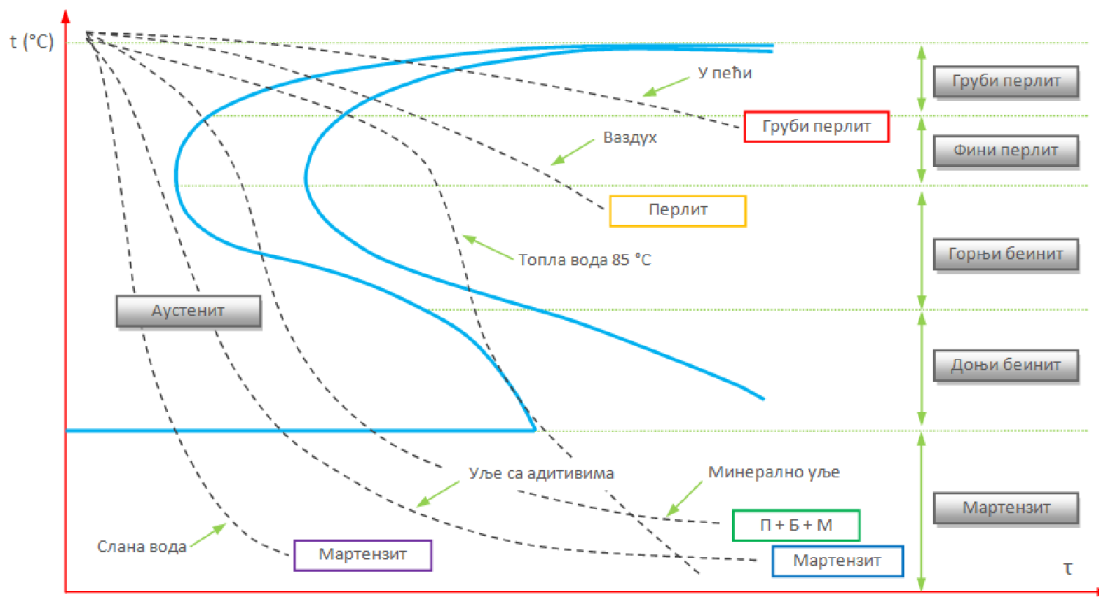 t (°C)
У пећи
Груби перлит
Груби перлит
Ваздух
Фини перлит
Перлит
Топла вода 85 °C
Горњи беинит
Аустенит
Доњи беинит
Уље са адитивима
Минерално уље
Мартензит
П + Б + М
Слана вода
Мартензит
Мартензит
τ